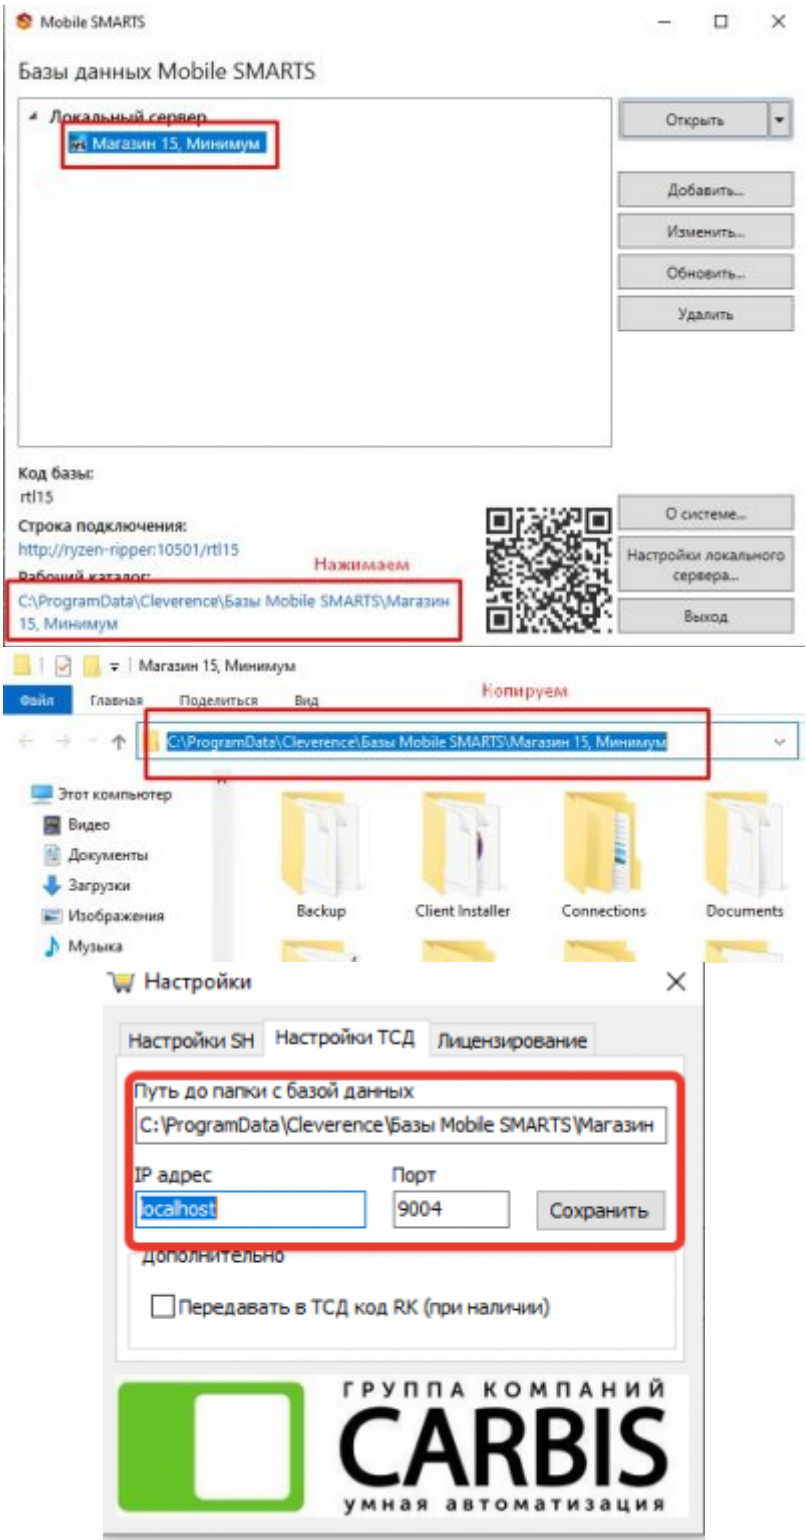 Mobile SMARTS
Базы данных Mobile SMARTS
Локальный сервер
Магазин 15, Минимум
Открыть
Добавить...
Изменить...
Обновить...
Удалить
Код базы:
rtl15
Строка подключения:
http://ryzen-ripper:10501/rtl15
Рабочий каталог:
Нажимаем
C:\ProgramData\Cleverence\Базы Mobile SMARTS\Магазин
15, Минимум
О системе...
Настройки локального
сервера...
Выход
Магазин 15, Минимум
Файл Главная Поделиться Вид
Копируем
C:\ProgramData\Cleverence\Базы Mobile SMARTS\Магазин 15, Минимум
Этот компьютер
Видео
Документы
Загрузки
Изображения
Музыка
Backup Client Installer Connections Documents
Настройки
Настройки SH Настройки ТСД Лицензирование
Путь до папки с базой данных
C:\ProgramData\Cleverence\Базы Mobile SMARTS\Магазин
IP адрес Порт
localhost 9004 Сохранить
Дополнительно
Передавать в ТСД код RK (при наличии)
ГРУППА КОМПАНИЙ
CARBIS
умная автоматизация